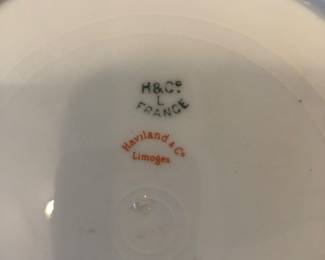 H&Cº
L
FRANCE
Haviland & Cº
Limoges